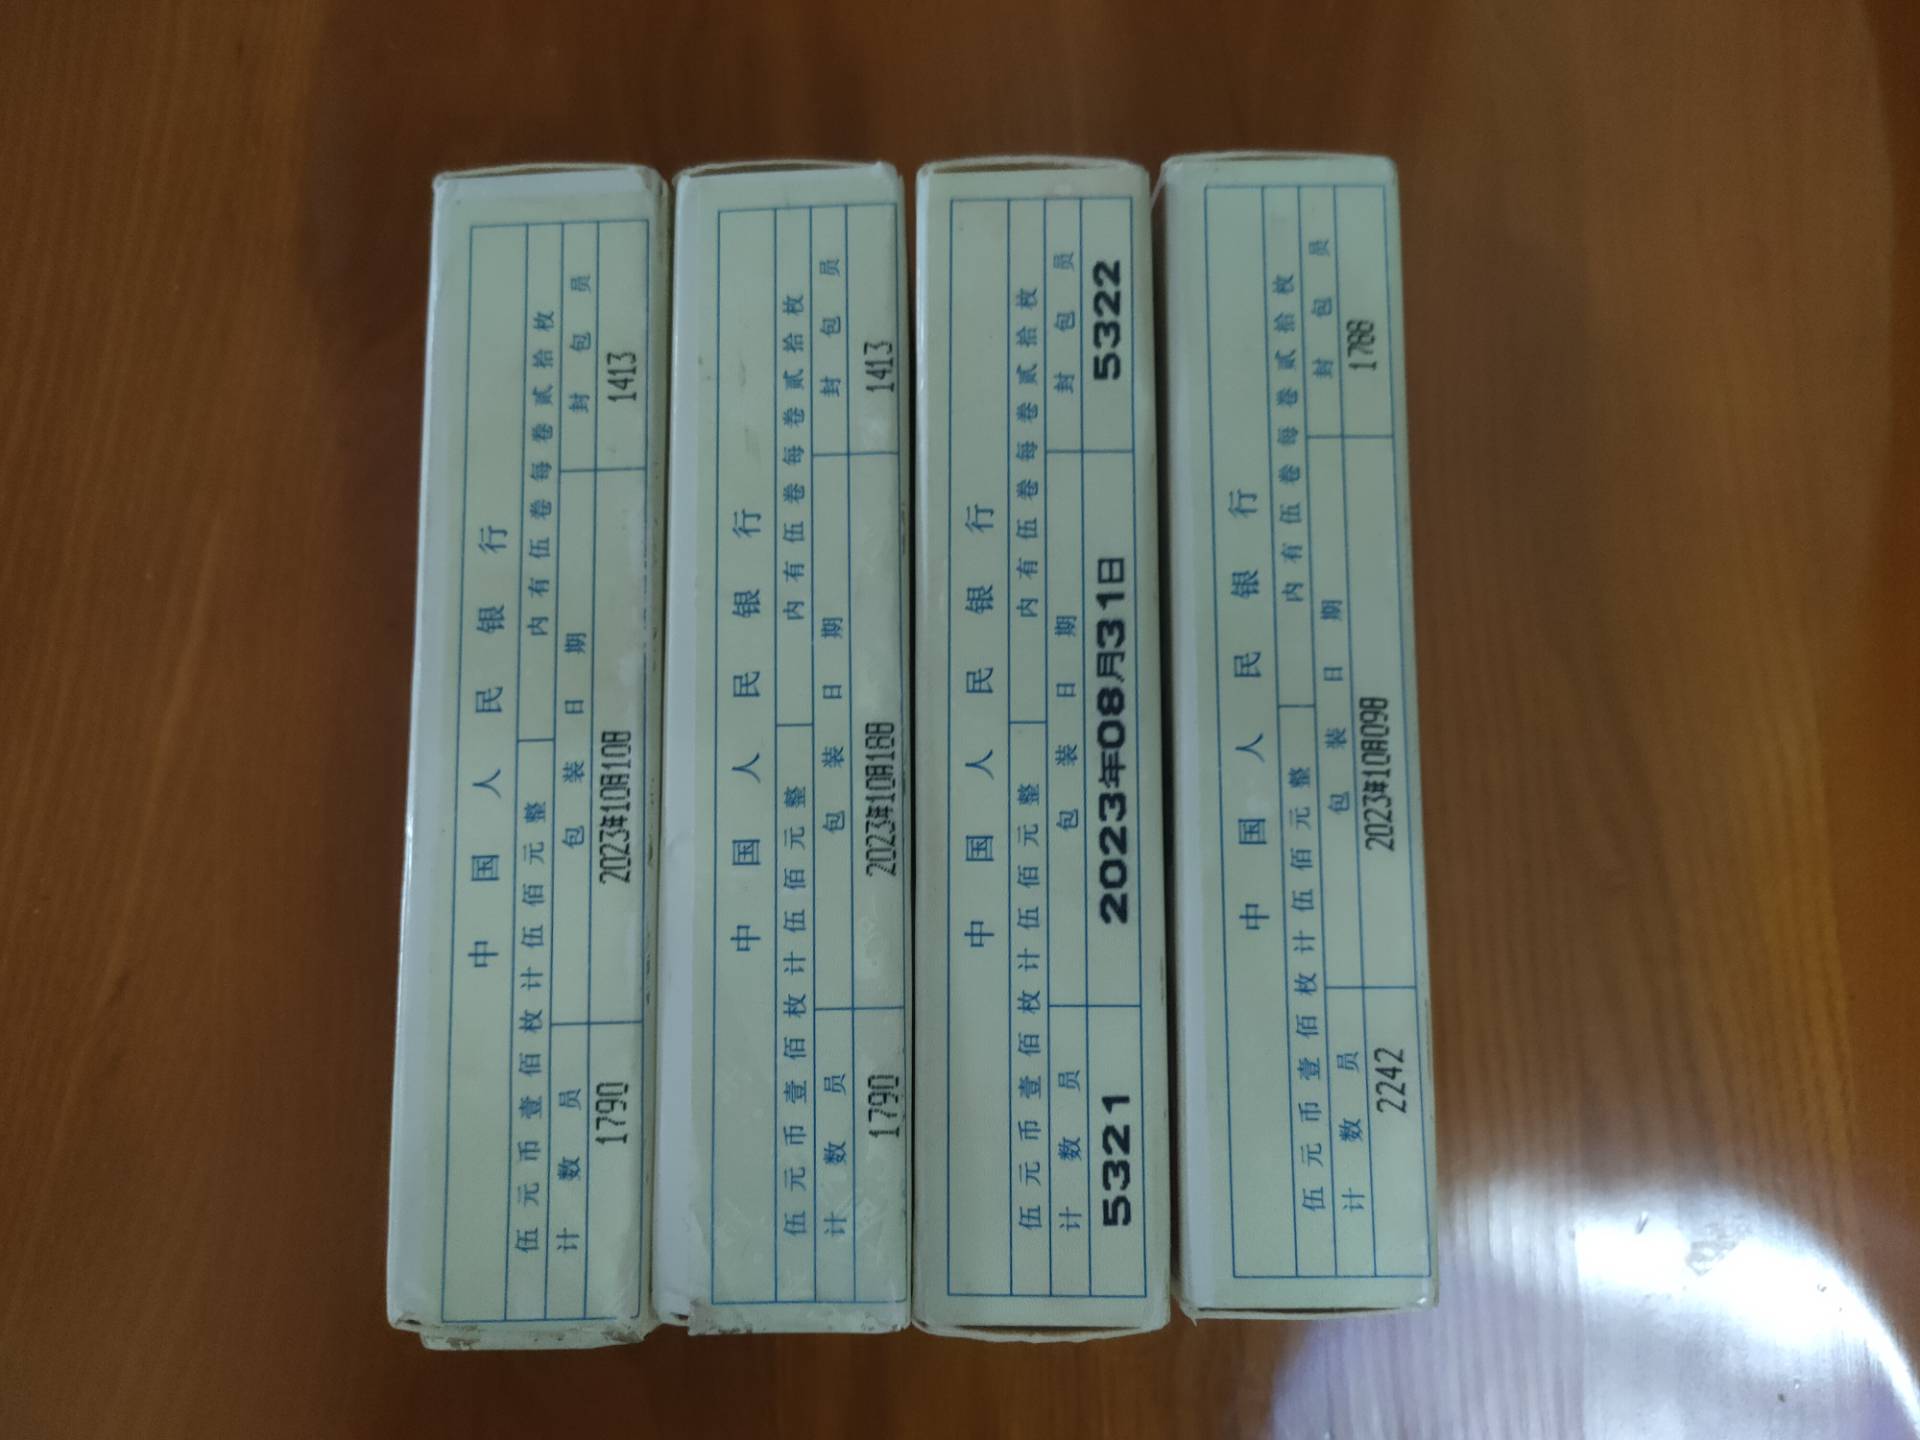 中国人民银行
伍元币壹佰枚计伍佰元整 内有伍卷每卷贰拾枚
计数员 包装日期 封包员
1790 2023年10月10日 1413
中国人民银行
伍元币壹佰枚计伍佰元整 内有伍卷每卷贰拾枚
计数员 包装日期 封包员
1790 2023年10月18日 1413
中国人民银行
伍元币壹佰枚计伍佰元整 内有伍卷每卷贰拾枚
计数员 包装日期 封包员
5321 2023年08月31日 5322
中国人民银行
伍元币壹佰枚计伍佰元整 内有伍卷每卷贰拾枚
计数员 包装日期 封包员
2242 2023年10月09日